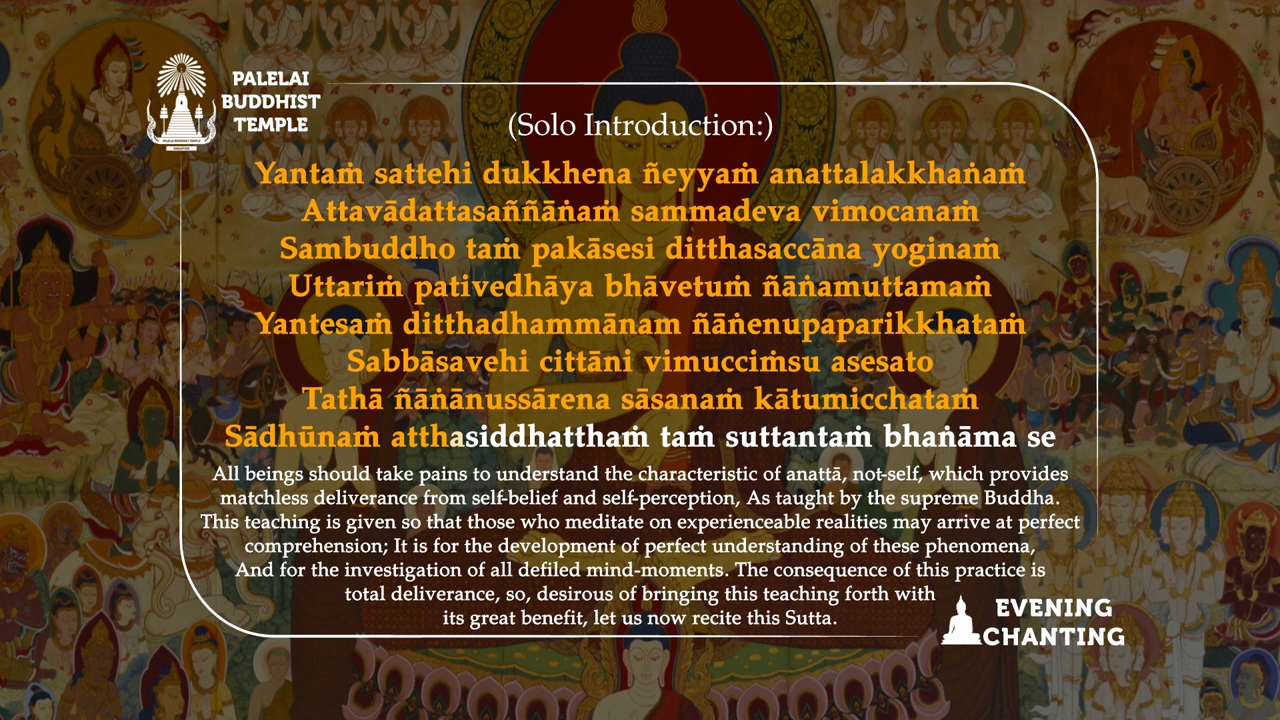 PALELAI
BUDDHIST
TEMPLE
(Solo Introduction:)
Yantaṁ sattehi dukkhena ñeyyaṁ anattalakkhaṅaṁ
Attavādattasaññāṅaṁ sammadeva vimocanaṁ
Sambuddho taṁ pakāsesi ditthasaccāna yoginaṁ
Uttariṁ pativedhāya bhāvetuṁ ñāṅamuttamaṁ
Yantesaṁ ditthadhammānam ñāṅenupaparikkhataṁ
Sabbāsavehi cittāni vimucciṁsu asesato
Tathā ñāṅānussārena sāsanaṁ kātumicchataṁ
Sādhūnaṁ atthasiddhatthaṁ taṁ suttantaṁ bhaṅāma se
All beings should take pains to understand the characteristic of anattā, not-self, which provides
matchless deliverance from self-belief and self-perception, As taught by the supreme Buddha.
This teaching is given so that those who meditate on experienceable realities may arrive at perfect
comprehension; It is for the development of perfect understanding of these phenomena,
And for the investigation of all defiled mind-moments. The consequence of this practice is
total deliverance, so, desirous of bringing this teaching forth with
its great benefit, let us now recite this Sutta.
EVENING
CHANTING